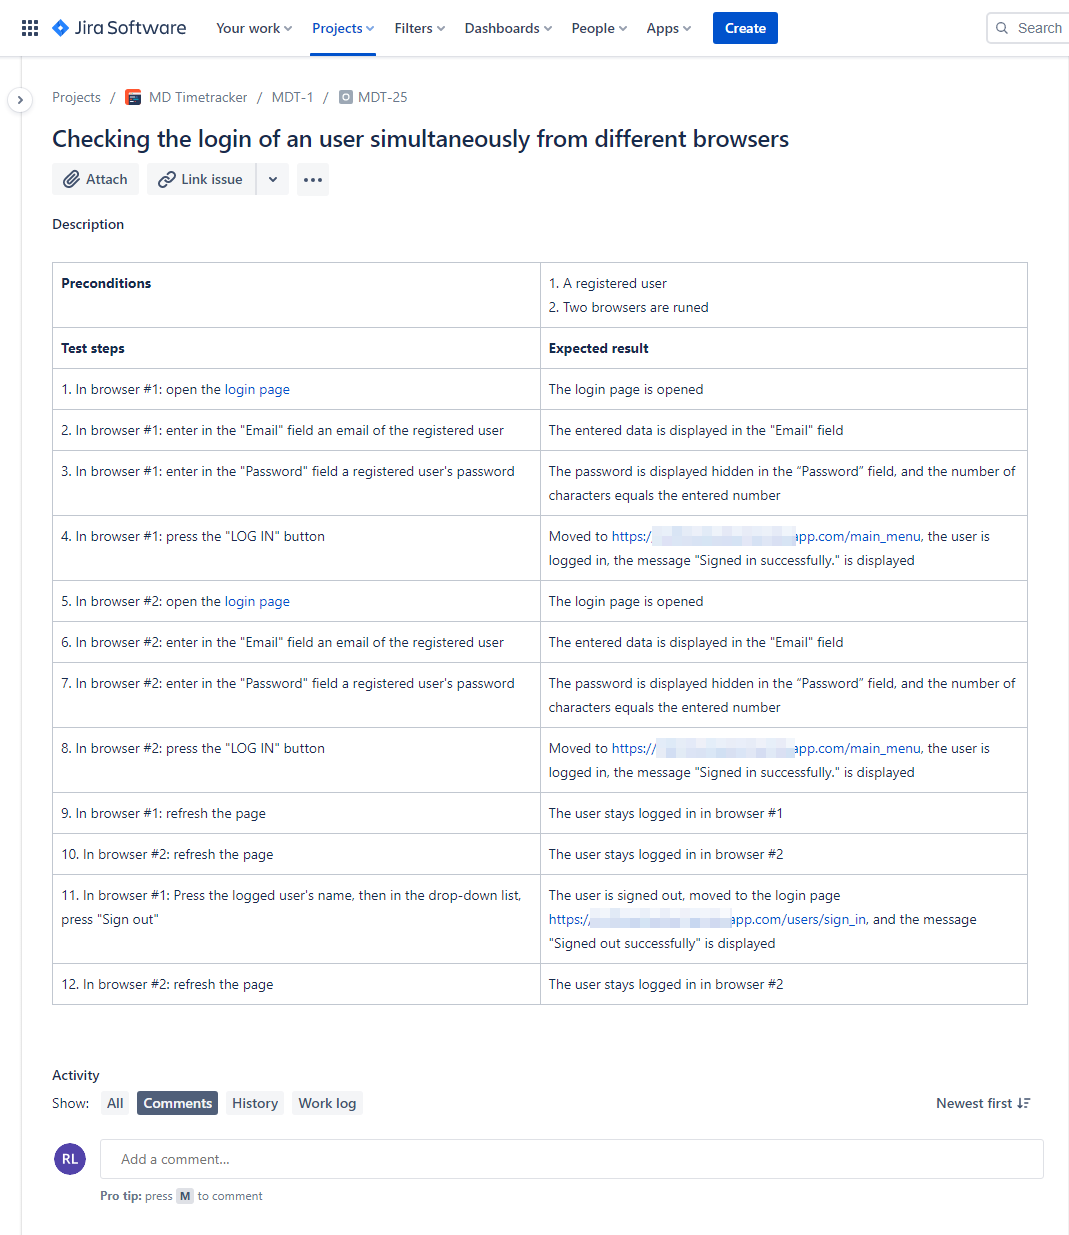 Jira Software Your work Projects Filters Dashboards People Apps Create Search
Projects / MD Timetracker / MDT-1 / MDT-25
Checking the login of an user simultaneously from different browsers
Attach Link issue
Description
Preconditions
1. A registered user
2. Two browsers are runed
Test steps
Expected result
1. In browser #1: open the login page
The login page is opened
2. In browser #1: enter in the "Email" field an email of the registered user
The entered data is displayed in the "Email" field
3. In browser #1: enter in the "Password" field a registered user's password
The password is displayed hidden in the “Password” field, and the number of
characters equals the entered number
4. In browser #1: press the "LOG IN" button
Moved to https:/ app.com/main_menu, the user is
logged in, the message "Signed in successfully." is displayed
5. In browser #2: open the login page
The login page is opened
6. In browser #2: enter in the "Email" field an email of the registered user
The entered data is displayed in the "Email" field
7. In browser #2: enter in the "Password" field a registered user's password
The password is displayed hidden in the “Password” field, and the number of
characters equals the entered number
8. In browser #2: press the "LOG IN" button
Moved to https:// app.com/main_menu, the user is
logged in, the message "Signed in successfully." is displayed
9. In browser #1: refresh the page
The user stays logged in in browser #1
10. In browser #2: refresh the page
The user stays logged in in browser #2
11. In browser #1: Press the logged user's name, then in the drop-down list,
press "Sign out"
The user is signed out, moved to the login page
https:/ app.com/users/sign_in, and the message
"Signed out successfully" is displayed
12. In browser #2: refresh the page
The user stays logged in in browser #2
Activity
Show: All Comments History Work log Newest first
RL Add a comment...
Pro tip: press M to comment